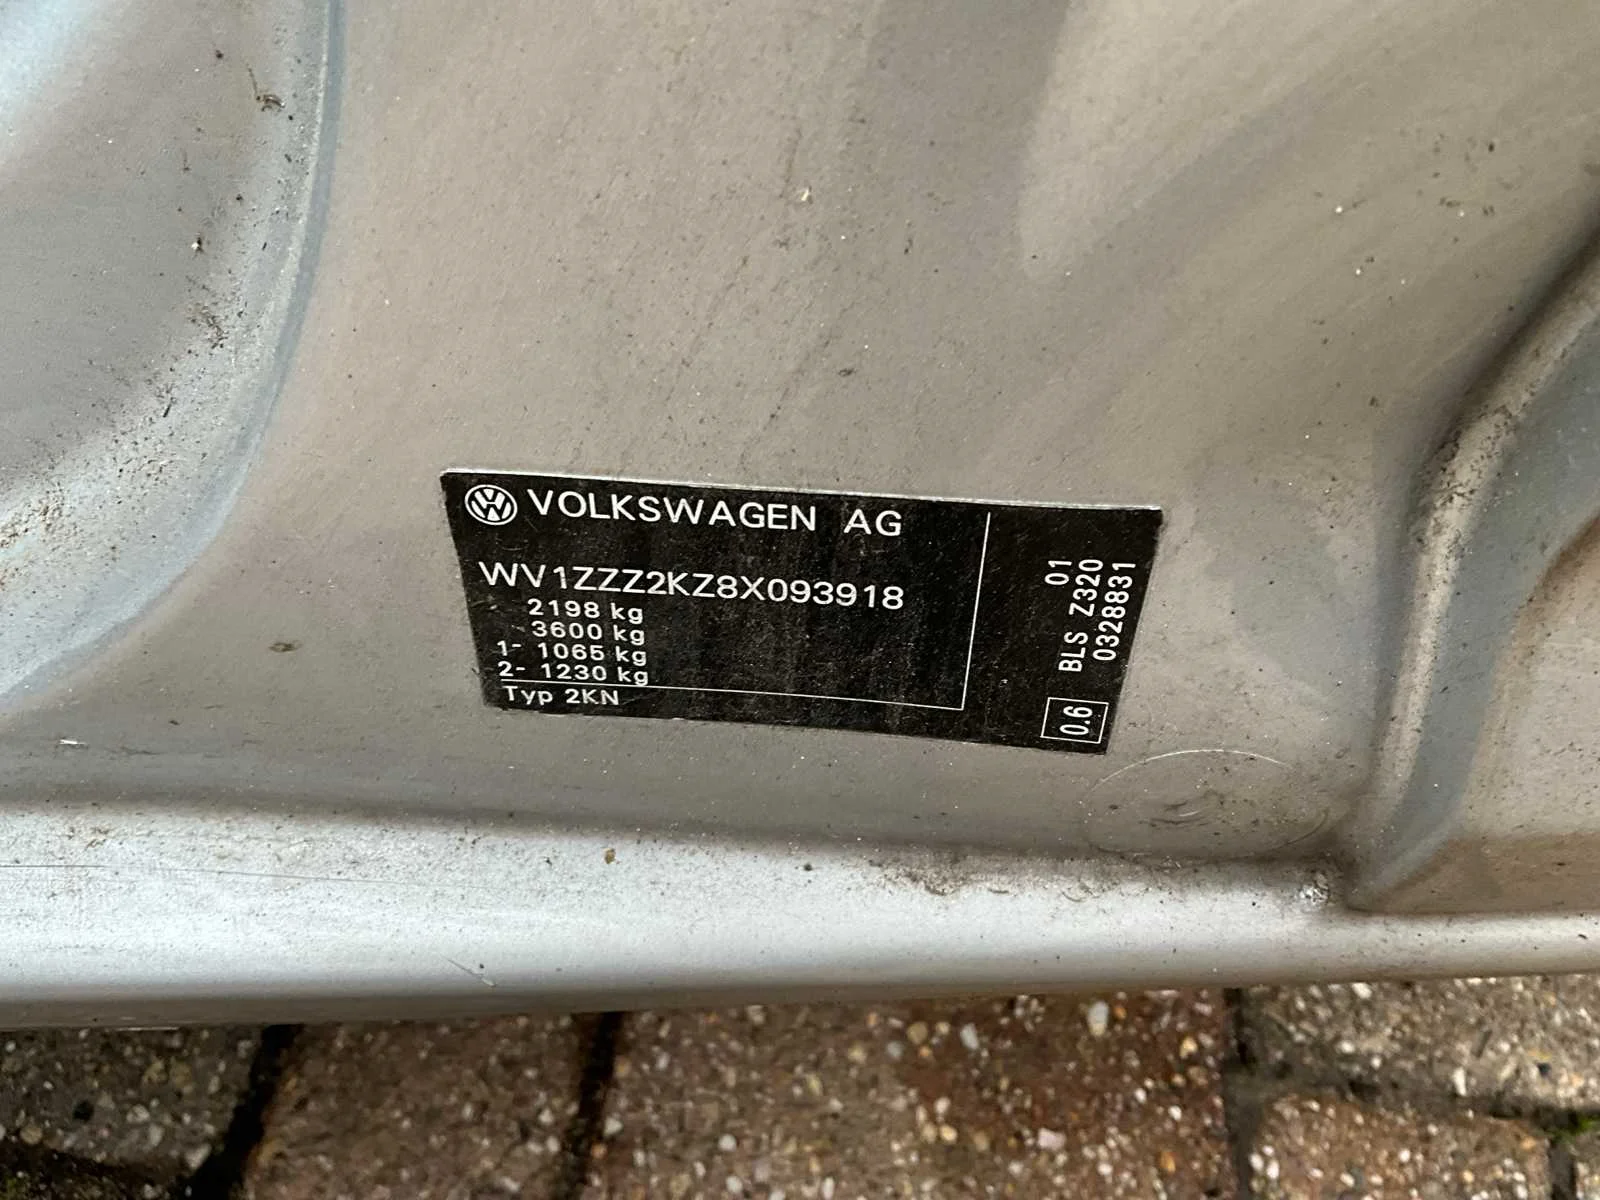 VOLKSWAGEN AG
WV1ZZZ2KZ8X093918
2198 kg
3600 kg
1- 1065 kg
2- 1230 kg
Typ 2KN
01
BLS Z320
0328831
0.6